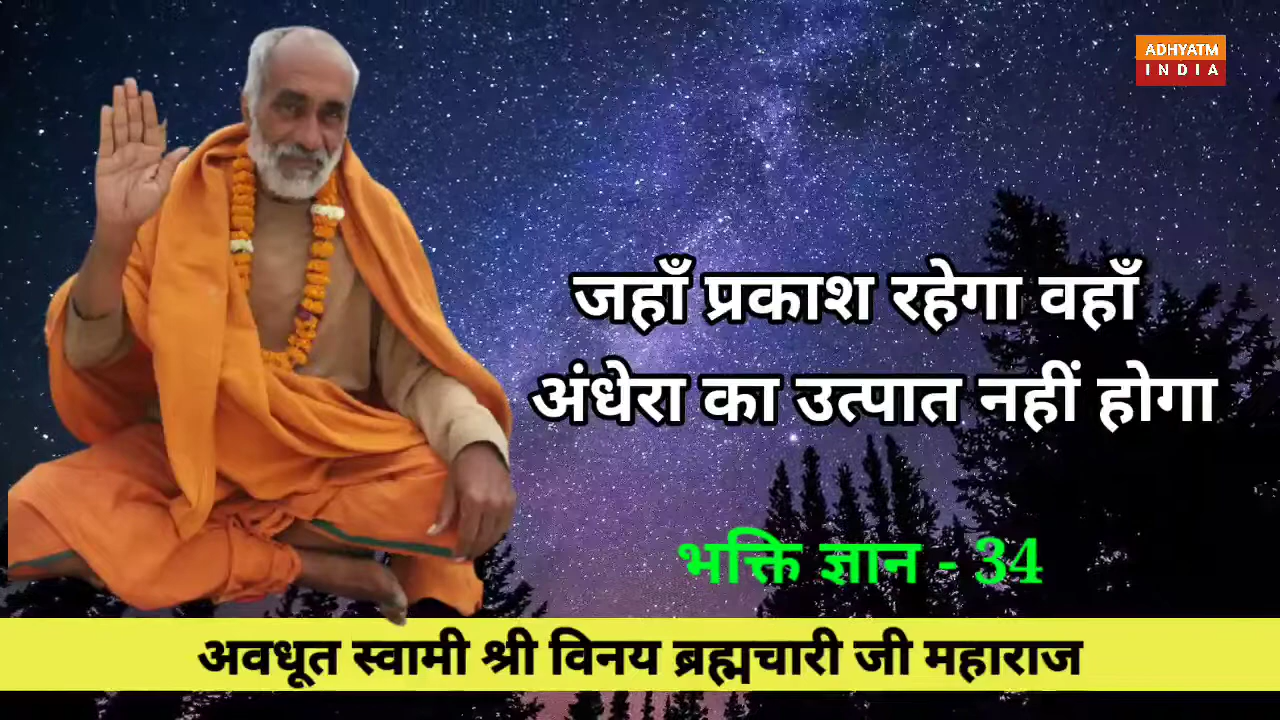 ADHYATM
INDIA
जहाँ प्रकाश रहेगा वहाँ
अंधेरा का उत्पात नहीं होगा
भक्ति ज्ञान - 34
अवधूत स्वामी श्री विनय ब्रह्मचारी जी महाराज